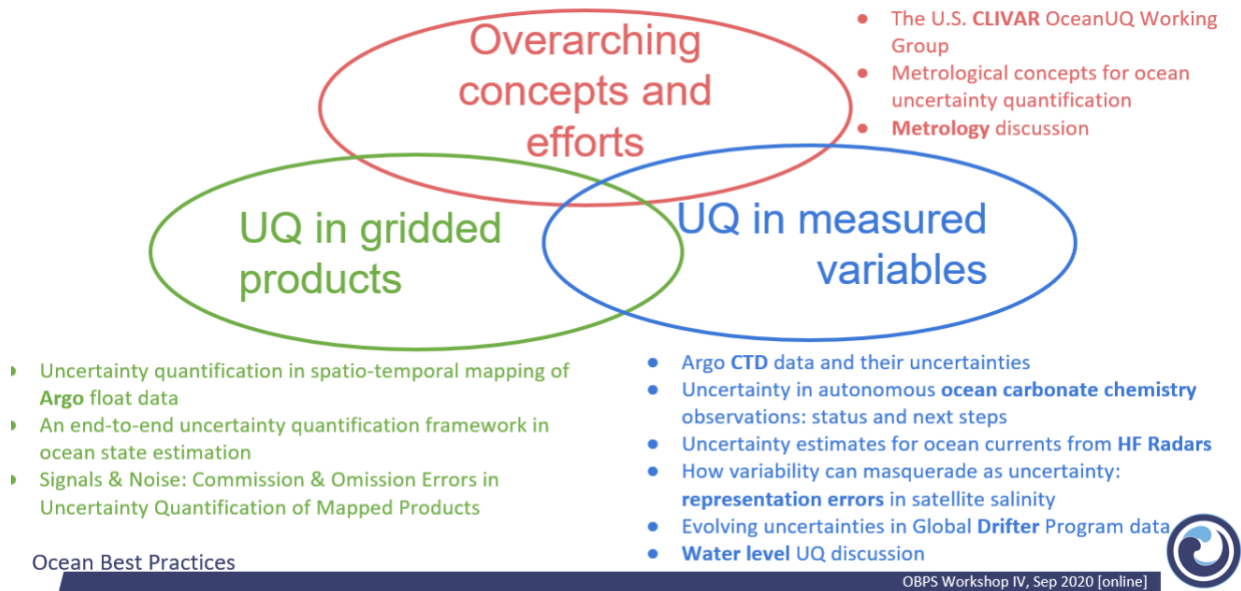 Overarching
concepts and
efforts
● The U.S. CLIVAR OceanUQ Working
Group
● Metrological concepts for ocean
uncertainty quantification
● Metrology discussion
UQ in gridded
products
UQ in measured
variables
● Uncertainty quantification in spatio-temporal mapping of
Argo float data
● An end-to-end uncertainty quantification framework in
ocean state estimation
● Signals & Noise: Commission & Omission Errors in
Uncertainty Quantification of Mapped Products
● Argo CTD data and their uncertainties
● Uncertainty in autonomous ocean carbonate chemistry
observations: status and next steps
● Uncertainty estimates for ocean currents from HF Radars
● How variability can masquerade as uncertainty:
representation errors in satellite salinity
● Evolving uncertainties in Global Drifter Program data
● Water level UQ discussion
Ocean Best Practices
OBPS Workshop IV, Sep 2020 [online]